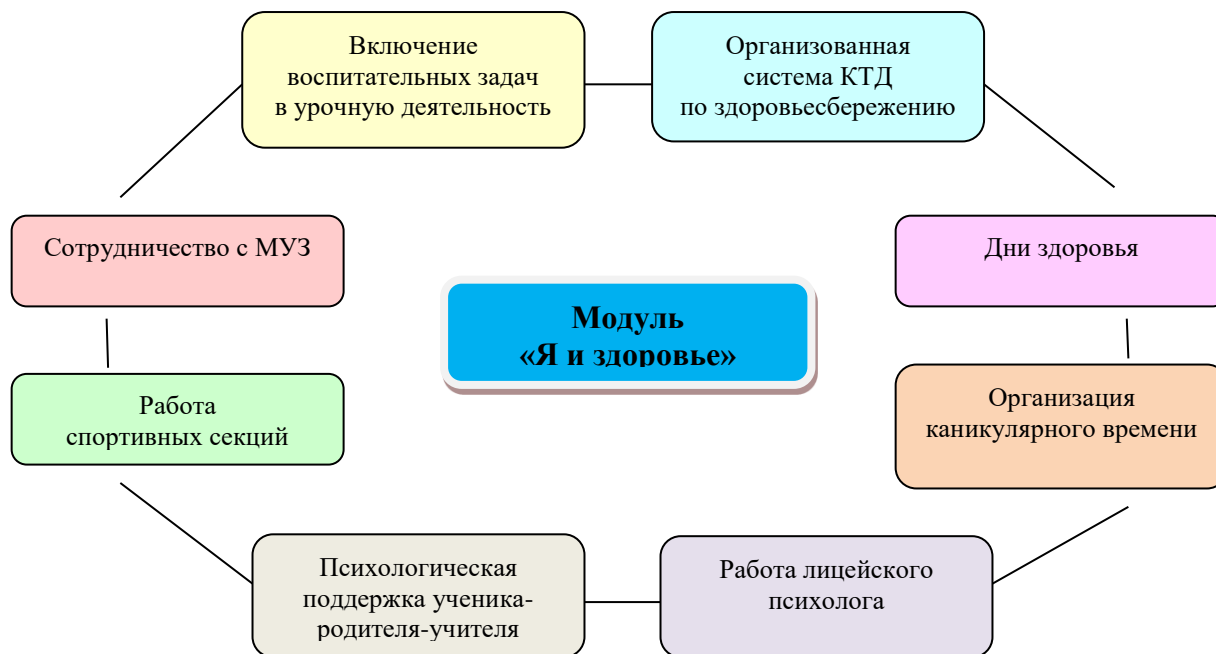 Включение
воспитательных задач
в урочную деятельность
Организованная
система КТД
по здоровьесбережению
Сотрудничество с МУЗ
Дни здоровья
Модуль
«Я и здоровье»
Работа
спортивных секций
Организация
каникулярного времени
Психологическая
поддержка ученика-
родителя-учителя
Работа лицейского
психолога